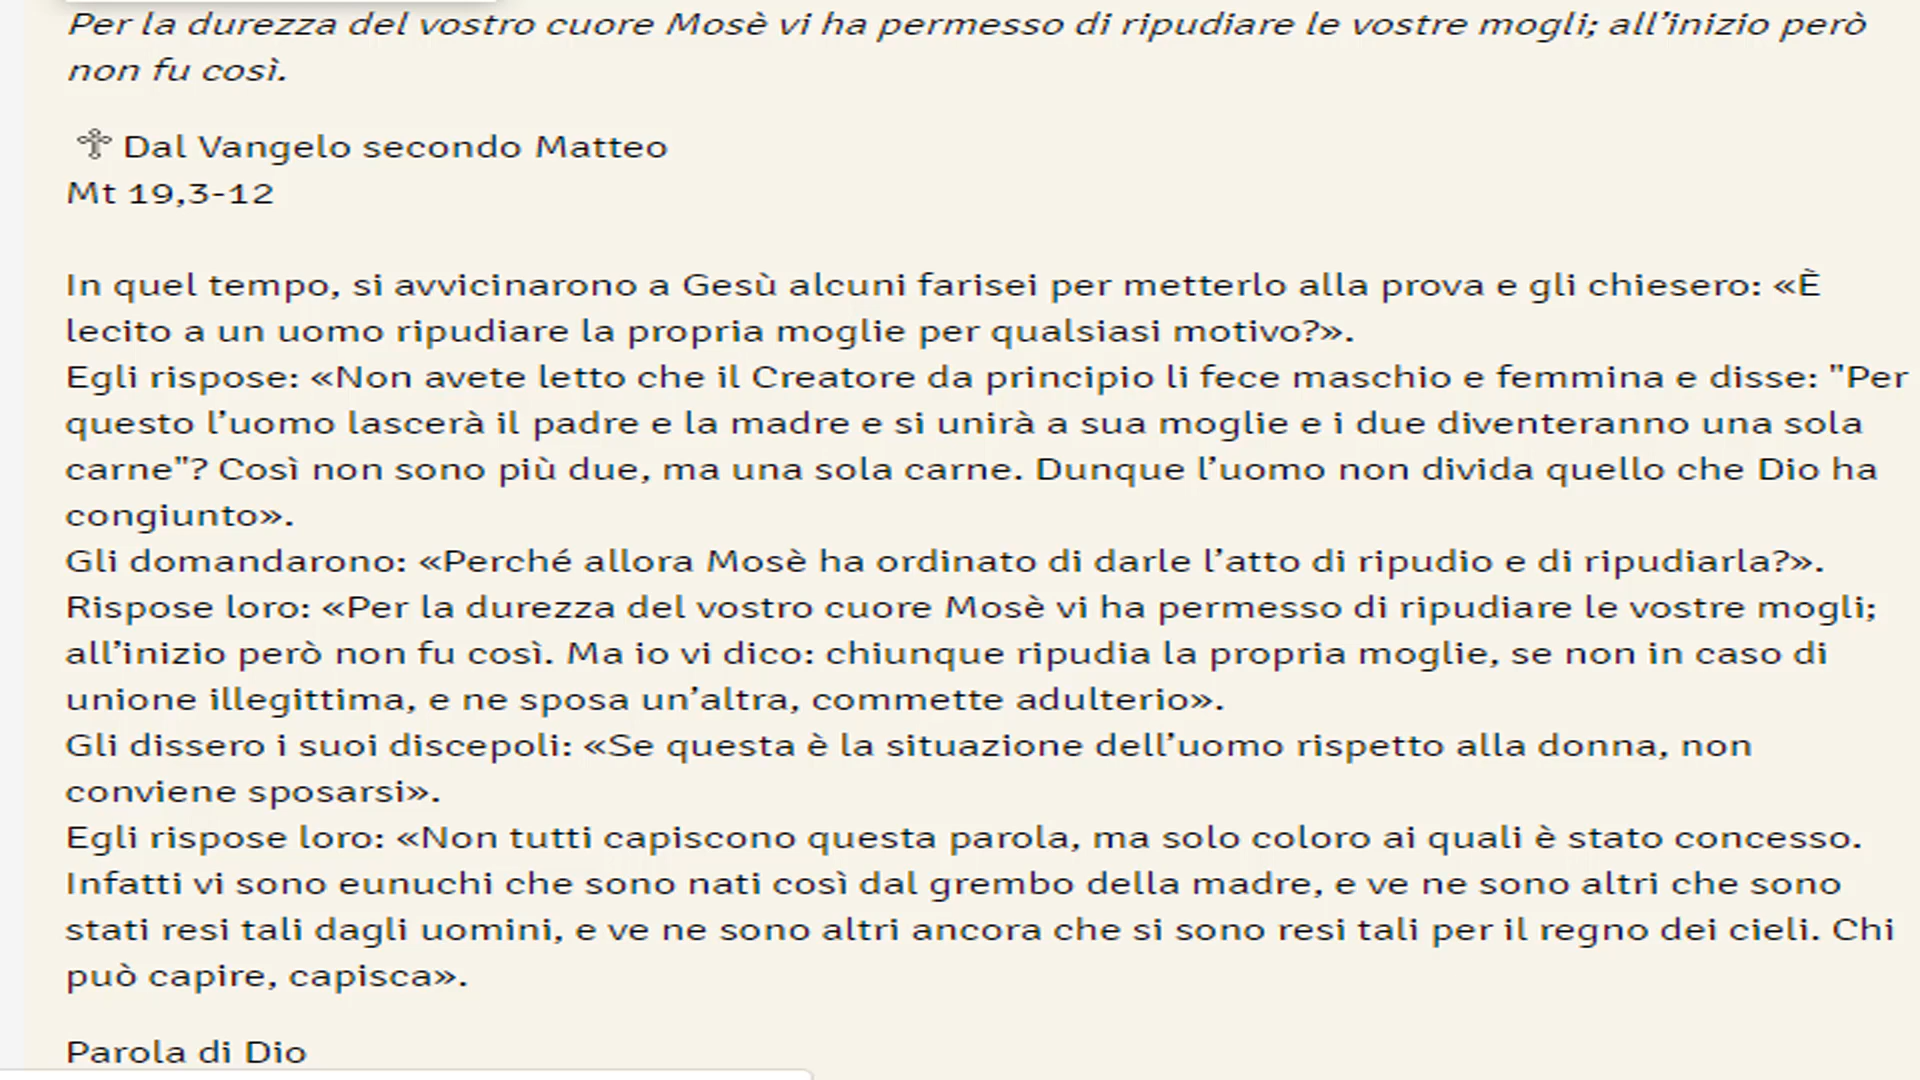 Per la durezza del vostro cuore Mosè vi ha permesso di ripudiare le vostre mogli; all’inizio però
non fu così.
Dal Vangelo secondo Matteo
Mt 19,3-12
In quel tempo, si avvicinarono a Gesù alcuni farisei per metterlo alla prova e gli chiesero: «È
lecito a un uomo ripudiare la propria moglie per qualsiasi motivo?».
Egli rispose: «Non avete letto che il Creatore da principio li fece maschio e femmina e disse: "Per
questo l’uomo lascerà il padre e la madre e si unirà a sua moglie e i due diventeranno una sola
carne"? Così non sono più due, ma una sola carne. Dunque l’uomo non divida quello che Dio ha
congiunto».
Gli domandarono: «Perché allora Mosè ha ordinato di darle l’atto di ripudio e di ripudiarla?».
Rispose loro: «Per la durezza del vostro cuore Mosè vi ha permesso di ripudiare le vostre mogli;
all’inizio però non fu così. Ma io vi dico: chiunque ripudia la propria moglie, se non in caso di
unione illegittima, e ne sposa un’altra, commette adulterio».
Gli dissero i suoi discepoli: «Se questa è la situazione dell’uomo rispetto alla donna, non
conviene sposarsi».
Egli rispose loro: «Non tutti capiscono questa parola, ma solo coloro ai quali è stato concesso.
Infatti vi sono eunuchi che sono nati così dal grembo della madre, e ve ne sono altri che sono
stati resi tali dagli uomini, e ve ne sono altri ancora che si sono resi tali per il regno dei cieli. Chi
può capire, capisca».
Parola di Dio